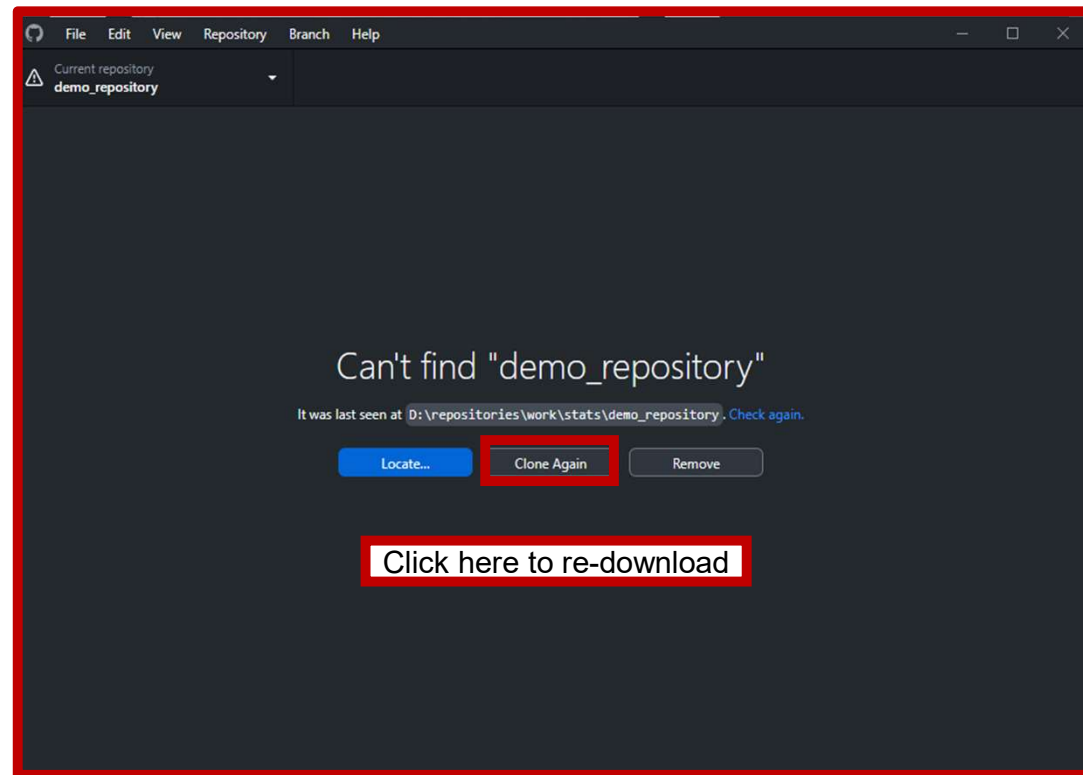 File Edit View Repository Branch Help
Current repository
demo_repository
Can't find "demo_repository"
It was last seen at D:\repositories\work\stats\demo_repository. Check again.
Locate... Clone Again Remove
Click here to re-download